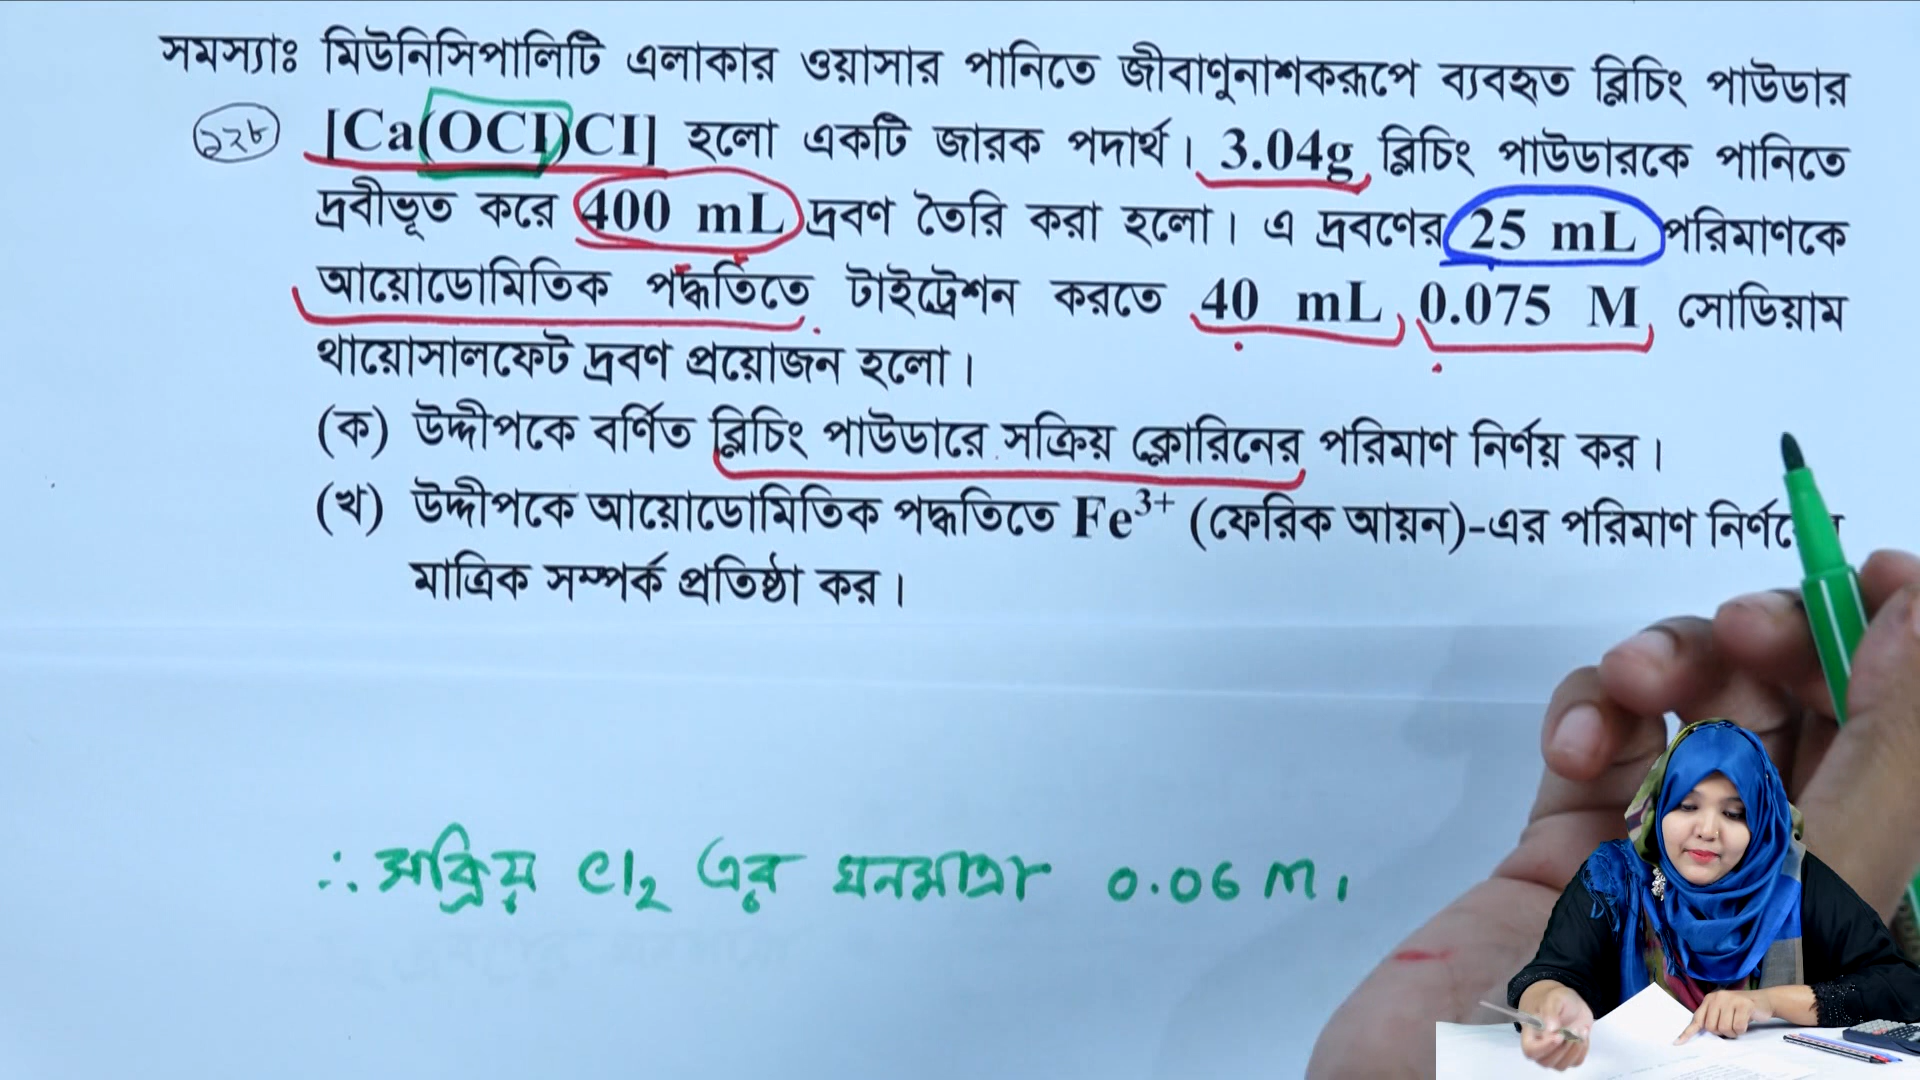 সমস্যাঃ মিউনিসিপালিটি এলাকার ওয়াসার পানিতে জীবাণুনাশকরূপে ব্যবহৃত ব্লিচিং পাউডার
১২৮ [Ca(OCI)CI] হলো একটি জারক পদার্থ। 3.04g ব্লিচিং পাউডারকে পানিতে
দ্রবীভূত করে 400 mL দ্রবণ তৈরি করা হলো। এ দ্রবণের 25 mL পরিমাণকে
আয়োডোমিতিক পদ্ধতিতে টাইট্রেশন করতে 40 mL, 0.075 M সোডিয়াম
থায়োসালফেট দ্রবণ প্রয়োজন হলো।
(ক) উদ্দীপকে বর্ণিত ব্লিচিং পাউডারে সক্রিয় ক্লোরিনের পরিমাণ নির্ণয় কর।
(খ) উদ্দীপকে আয়োডোমিতিক পদ্ধতিতে Fe³⁺ (ফেরিক আয়ন)-এর পরিমাণ
মাত্রিক সম্পর্ক প্রতিষ্ঠা কর।
∴ সক্রিয় Cl₂ এর ঘনমাত্রা 0.06 M।